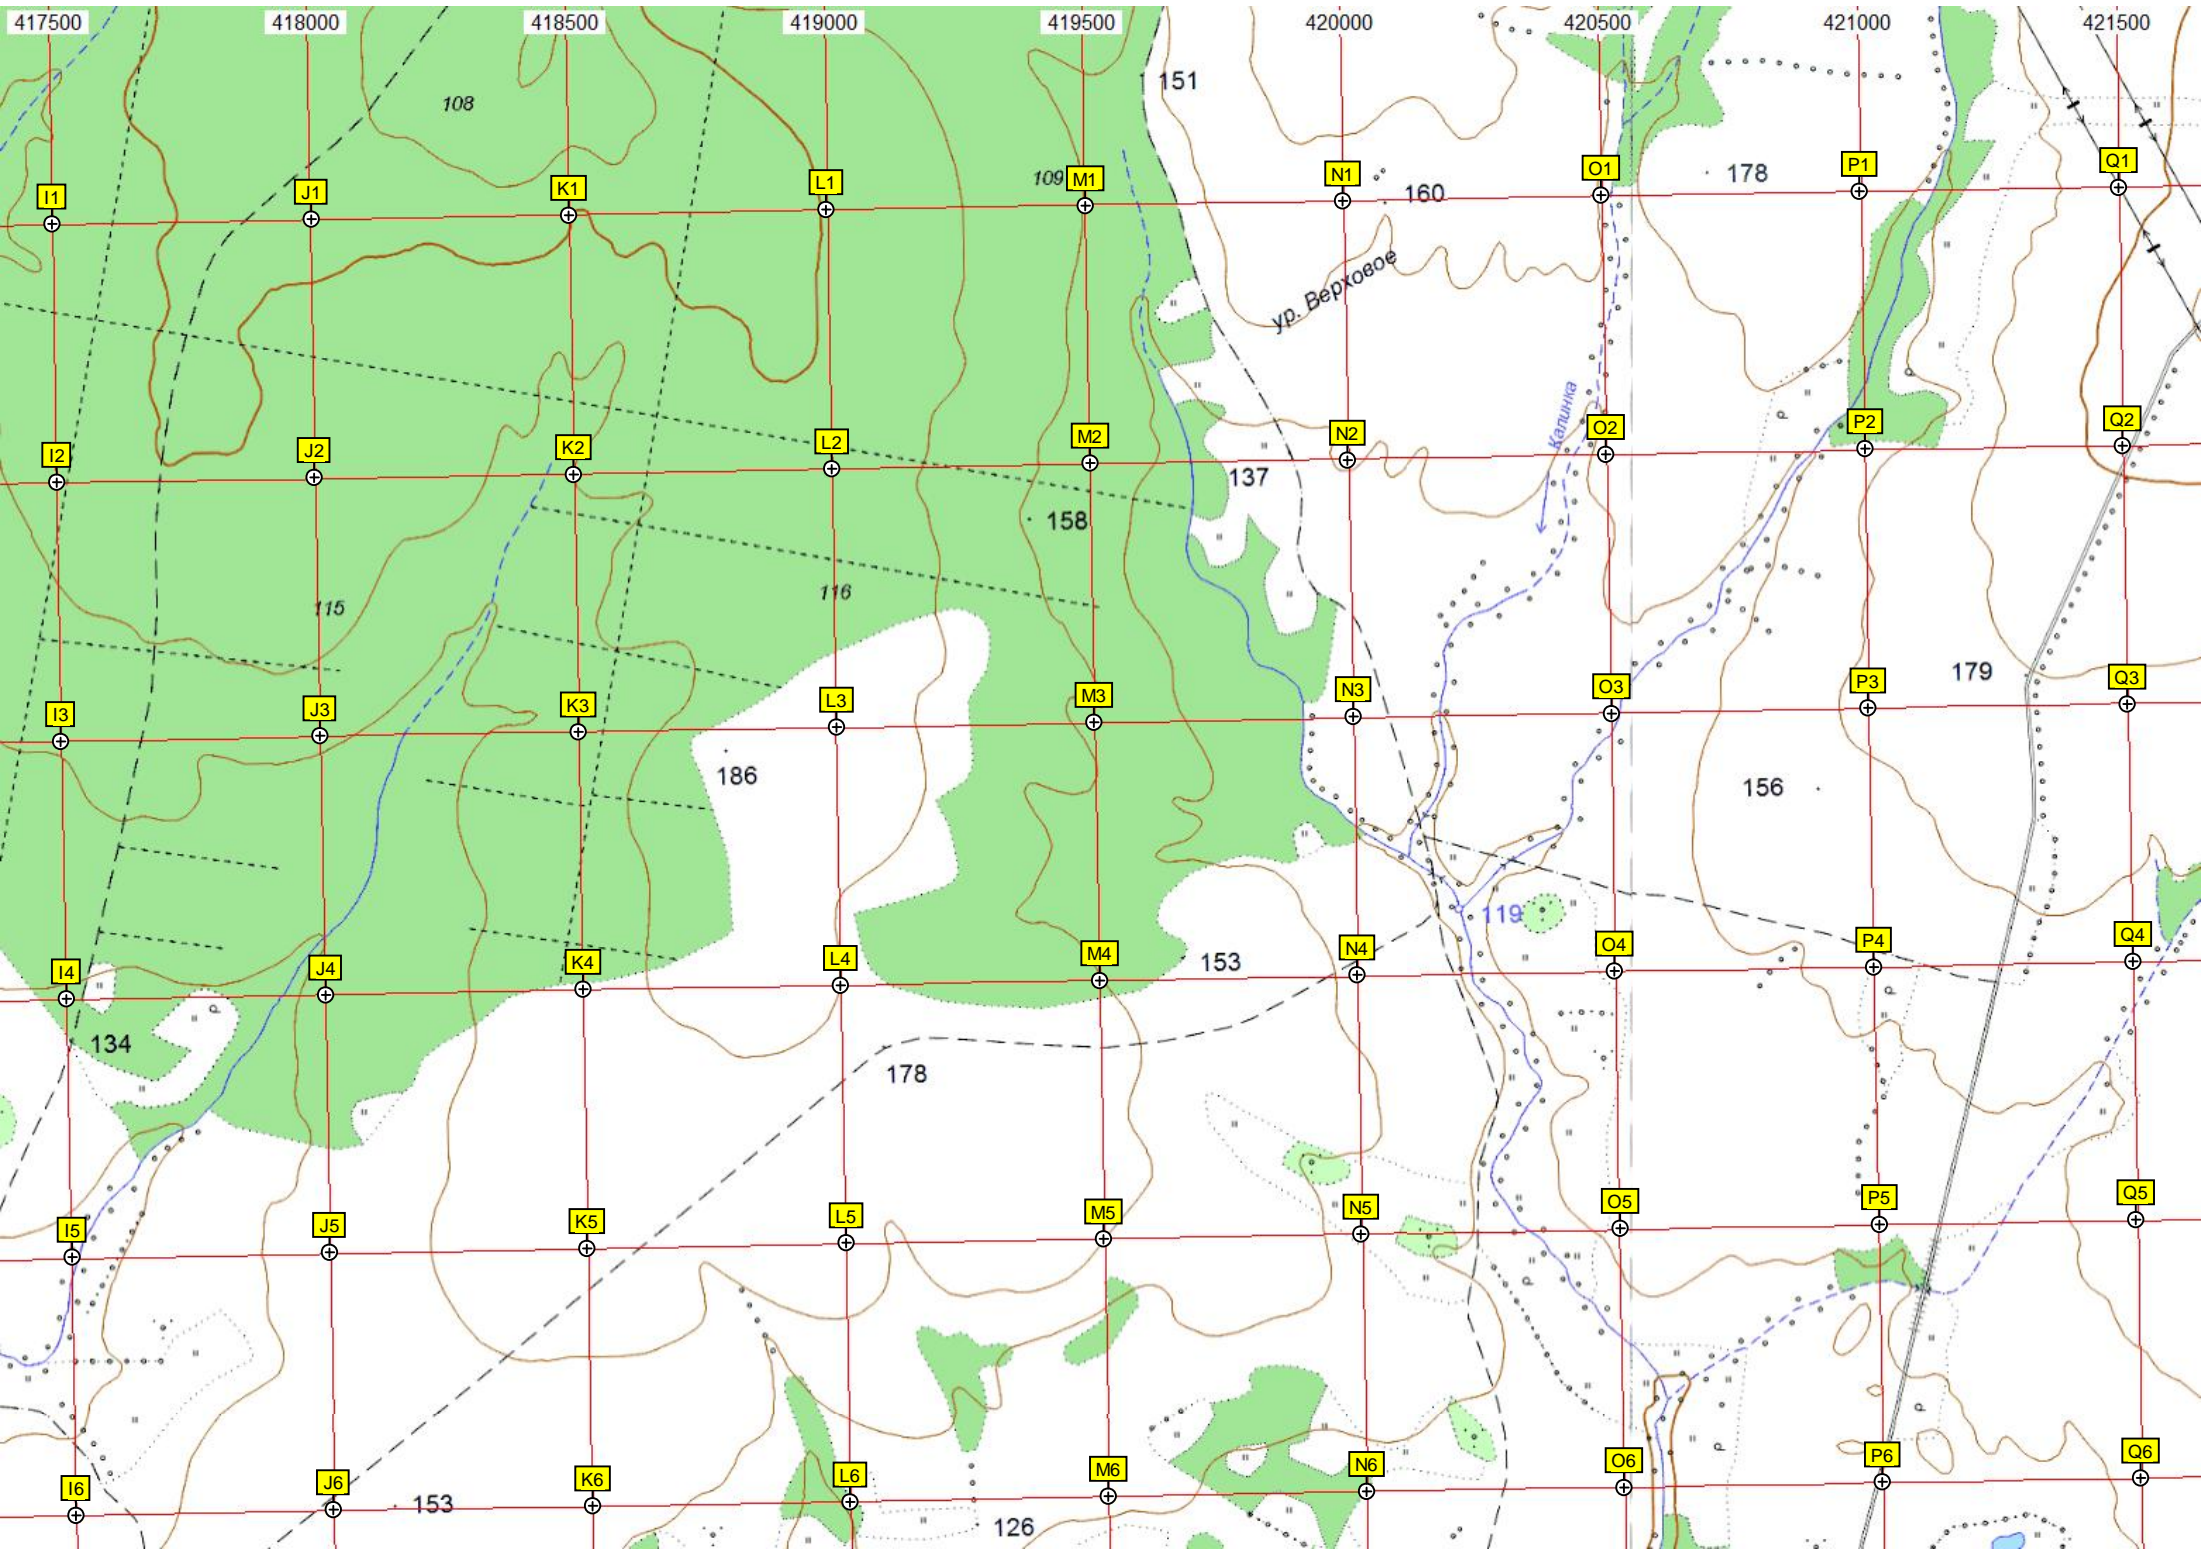 417500 418000 418500 419000 419500 420000 420500 421000 421500
108
151
I1 J1 K1 L1 109 M1 N1 160 O1 178 P1 Q1
ур. Верховое
Калинка
I2 J2 K2 L2 M2 N2 O2 P2 Q2
137
158
115
116
I3 J3 K3 L3 M3 N3 O3 P3 179 Q3
186
156
119
I4 J4 K4 L4 M4 153 N4 O4 P4 Q4
134
178
I5 J5 K5 L5 M5 N5 O5 P5 Q5
I6 J6 153 K6 L6 M6 N6 O6 P6 Q6
126